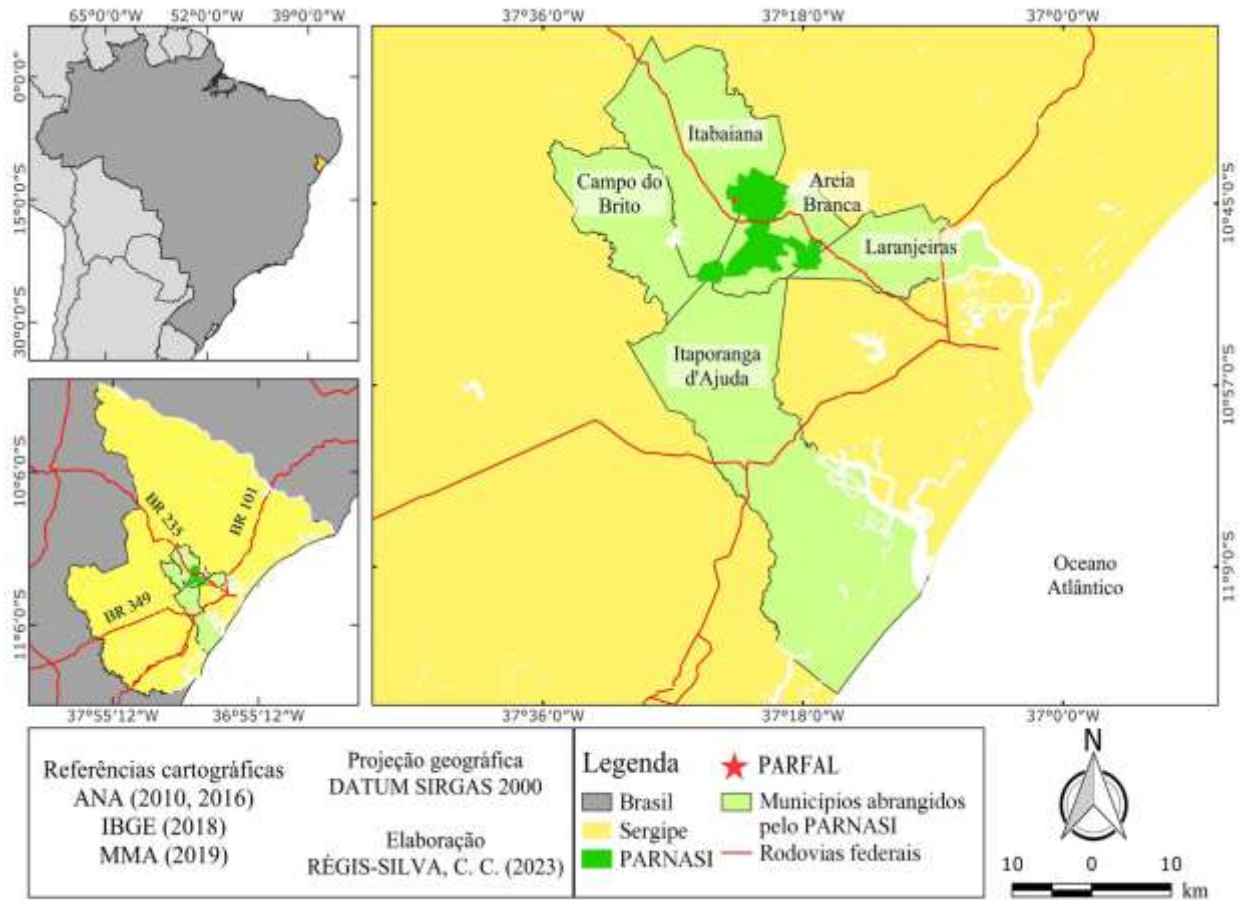 65°0'0"W 52°0'0"W 39°0'0"W
0°0'0"
15°0'0"S
30°0'0"S
37°36'0"W 37°18'0"W 37°0'0"W
Itabaiana
Campo do
Brito
Areia
Branca
Laranjeiras
Itaporanga
d'Ajuda
Oceano
Atlântico
10°45'0"S
10°57'0"S
11°9'0"S
10°6'0"S
11°6'0"S
BR 235
BR 101
BR 349
37°55'12"W 36°55'12"W
37°36'0"W 37°18'0"W 37°0'0"W
Referências cartográficas
ANA (2010, 2016)
IBGE (2018)
MMA (2019)
Projeção geográfica
DATUM SIRGAS 2000
Elaboração
RÉGIS-SILVA, C. C. (2023)
Legenda
Brasil
Sergipe
PARNASI
PARFAL
Municípios abrangidos
pelo PARNASI
Rodovias federais
N
10 0 10
km